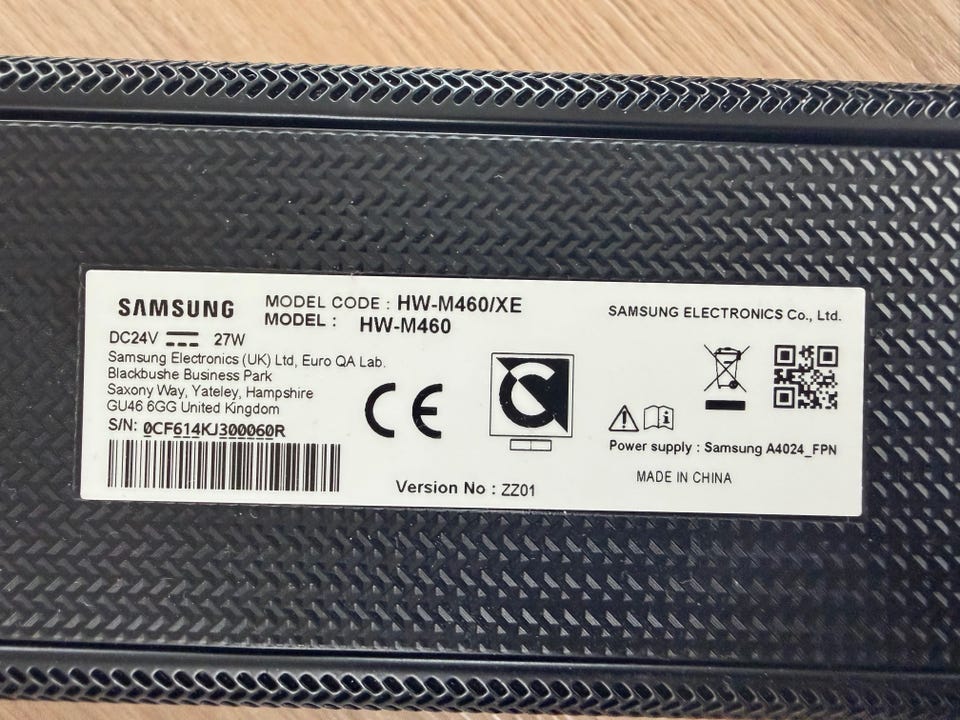 SAMSUNG
MODEL CODE : HW-M460/XE
MODEL : HW-M460
DC24V 27W
Samsung Electronics (UK) Ltd, Euro QA Lab.
Blackbushe Business Park
Saxony Way, Yateley, Hampshire
GU46 6GG United Kingdom
S/N: 0CF614KJ300060R
CE
Version No : ZZ01
SAMSUNG ELECTRONICS Co., Ltd.
Power supply : Samsung A4024_FPN
MADE IN CHINA